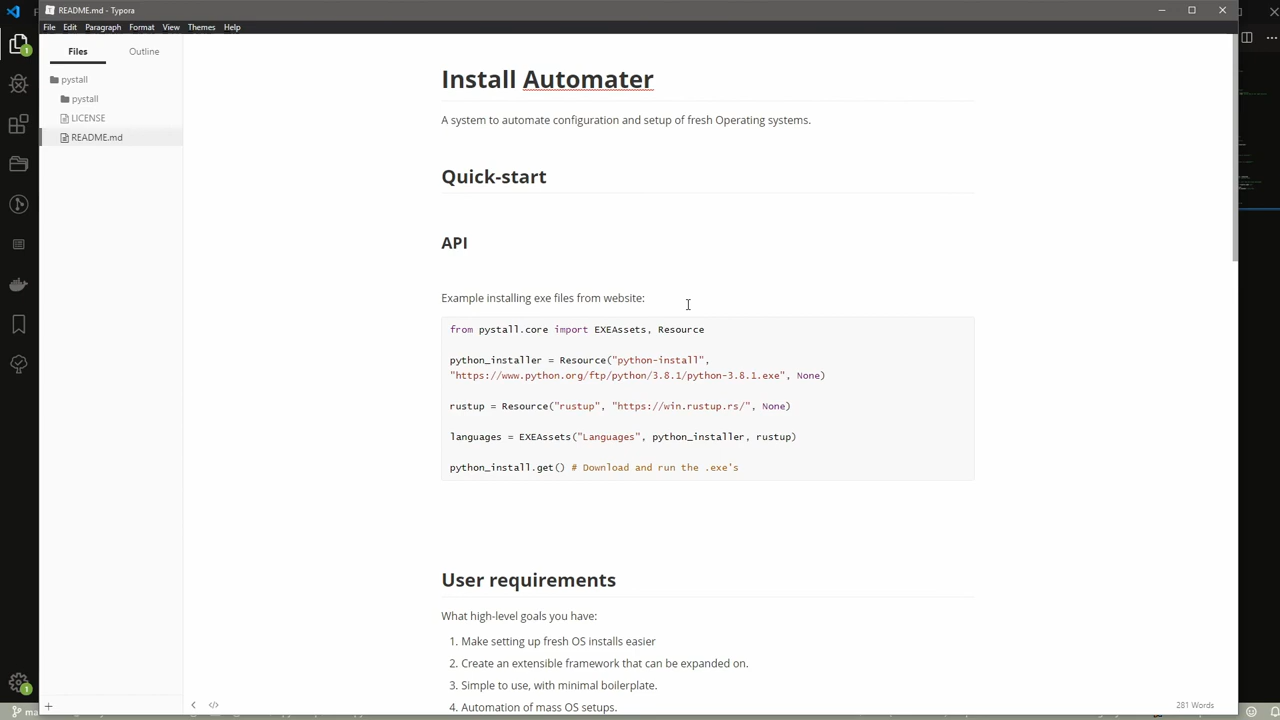 README.md - Typora
File Edit Paragraph Format View Themes Help
Files Outline
pystall
pystall
LICENSE
README.md
Install Automater
A system to automate configuration and setup of fresh Operating systems.
Quick-start
API
Example installing exe files from website:
from pystall.core import EXEAssets, Resource
python_installer = Resource("python-install",
"https://www.python.org/ftp/python/3.8.1/python-3.8.1.exe", None)
rustup = Resource("rustup", "https://win.rustup.rs/", None)
languages = EXEAssets("Languages", python_installer, rustup)
python_install.get() # Download and run the .exe's
User requirements
What high-level goals you have:
1. Make setting up fresh OS installs easier
2. Create an extensible framework that can be expanded on.
3. Simple to use, with minimal boilerplate.
4. Automation of mass OS setups.
281 Words